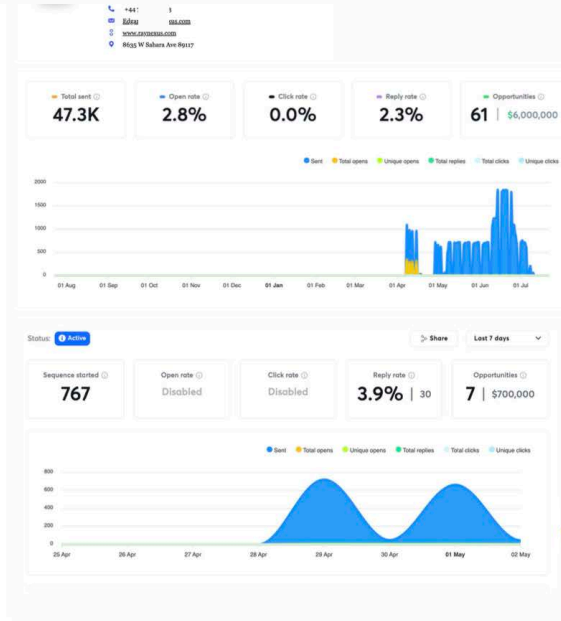 +44
www.raynexus.com
8635 W Sahara Ave 89117
Total sent
Open rate
Click rate
Reply rate
Opportunities
47.3K
2.8%
0.0%
2.3%
61 | $6,000,000
Sent Total opens Unique opens Total replies Total clicks Unique clicks
2000
1500
1000
500
0
01 Aug 01 Sep 01 Oct 01 Nov 01 Dec 01 Jan 01 Feb 01 Mar 01 Apr 01 May 01 Jun 01 Jul
Status: Active
Share
Last 7 days
Sequence started
Open rate
Click rate
Reply rate
Opportunities
767
Disabled
Disabled
3.9% | 30
7 | $700,000
Sent Total opens Unique opens Total replies Total clicks Unique clicks
800
600
400
200
0
25 Apr 26 Apr 27 Apr 28 Apr 29 Apr 30 Apr 01 May 02 May